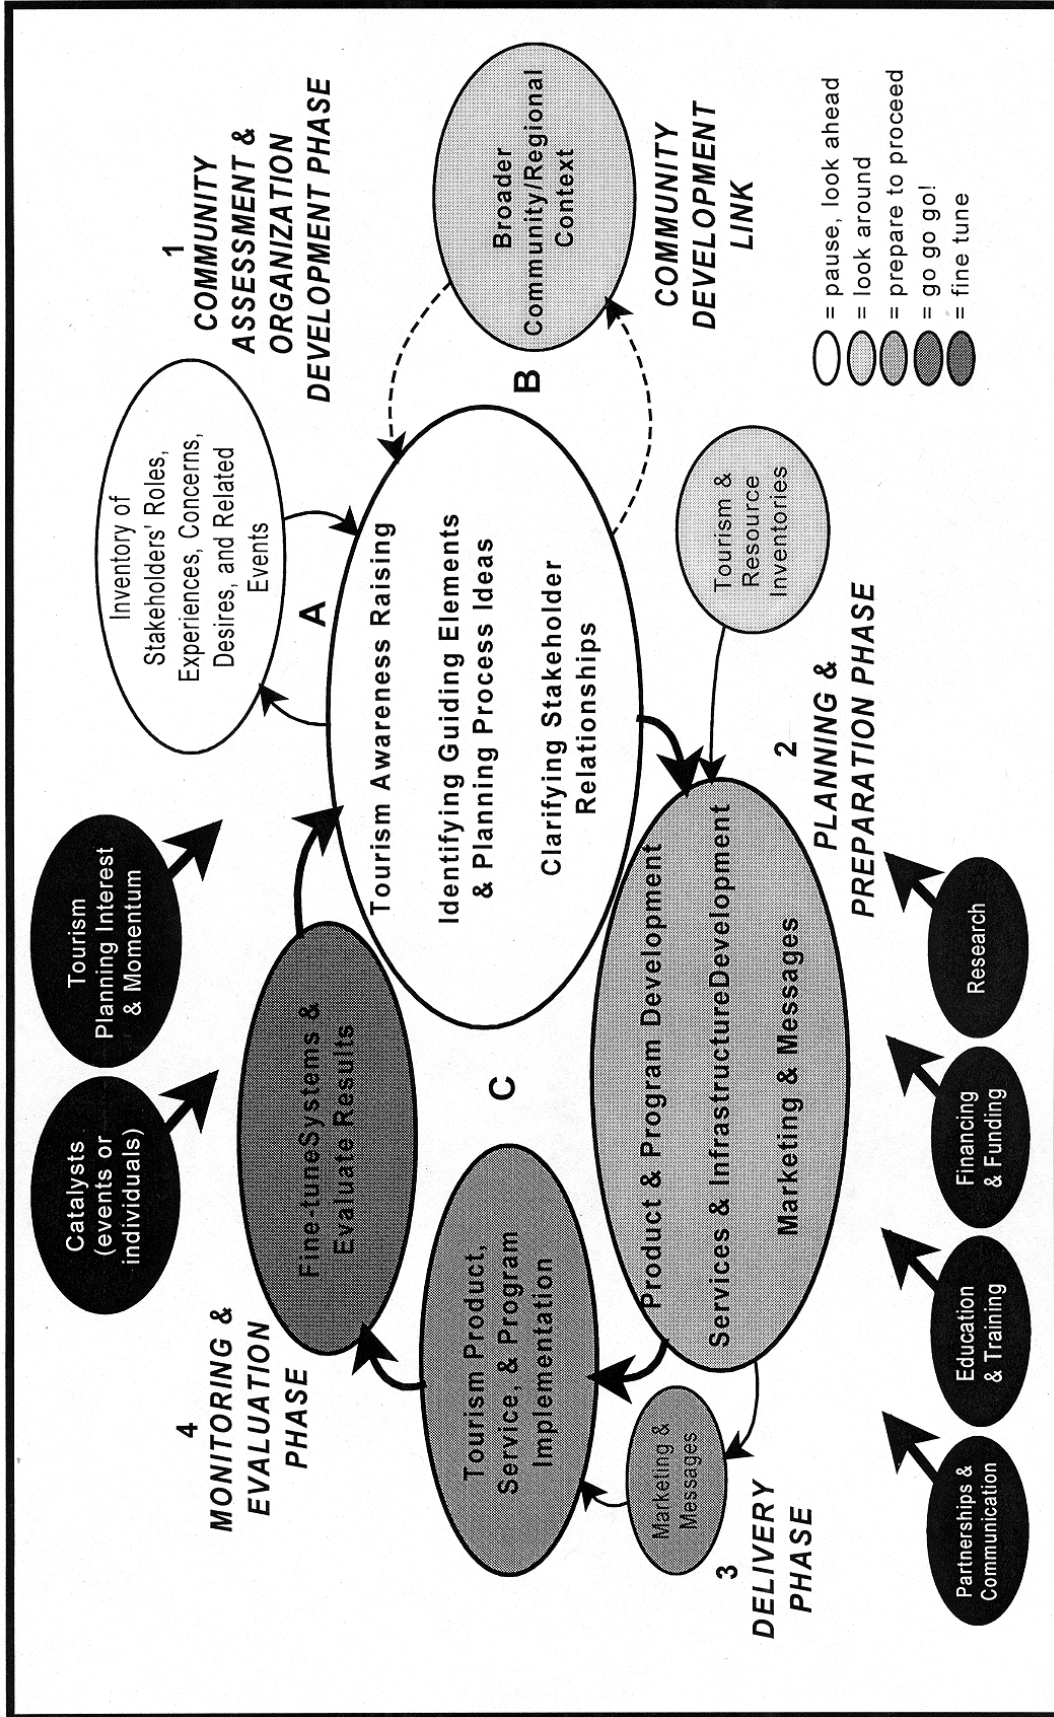 Catalysts
(events or
individuals)
Tourism
Planning Interest
& Momentum
Inventory of
Stakeholders' Roles,
Experiences, Concerns,
Desires, and Related
Events
1
COMMUNITY
ASSESSMENT &
ORGANIZATION
DEVELOPMENT PHASE
4
MONITORING &
EVALUATION
PHASE
Fine-tuneSystems &
Evaluate Results
A
Tourism Awareness Raising
Identifying Guiding Elements
& Planning Process Ideas
Clarifying Stakeholder
Relationships
B
Broader
Community/Regional
Context
COMMUNITY
DEVELOPMENT
LINK
C
Tourism Product,
Service, & Program
Implementation
Marketing &
Messages
3
DELIVERY
PHASE
Product & Program Development
Services & InfrastructureDevelopment
Marketing & Messages
Tourism &
Resource
Inventories
2
PLANNING &
PREPARATION PHASE
= pause, look ahead
= look around
= prepare to proceed
= go go go!
= fine tune
Partnerships &
Communication
Education
& Training
Financing
& Funding
Research